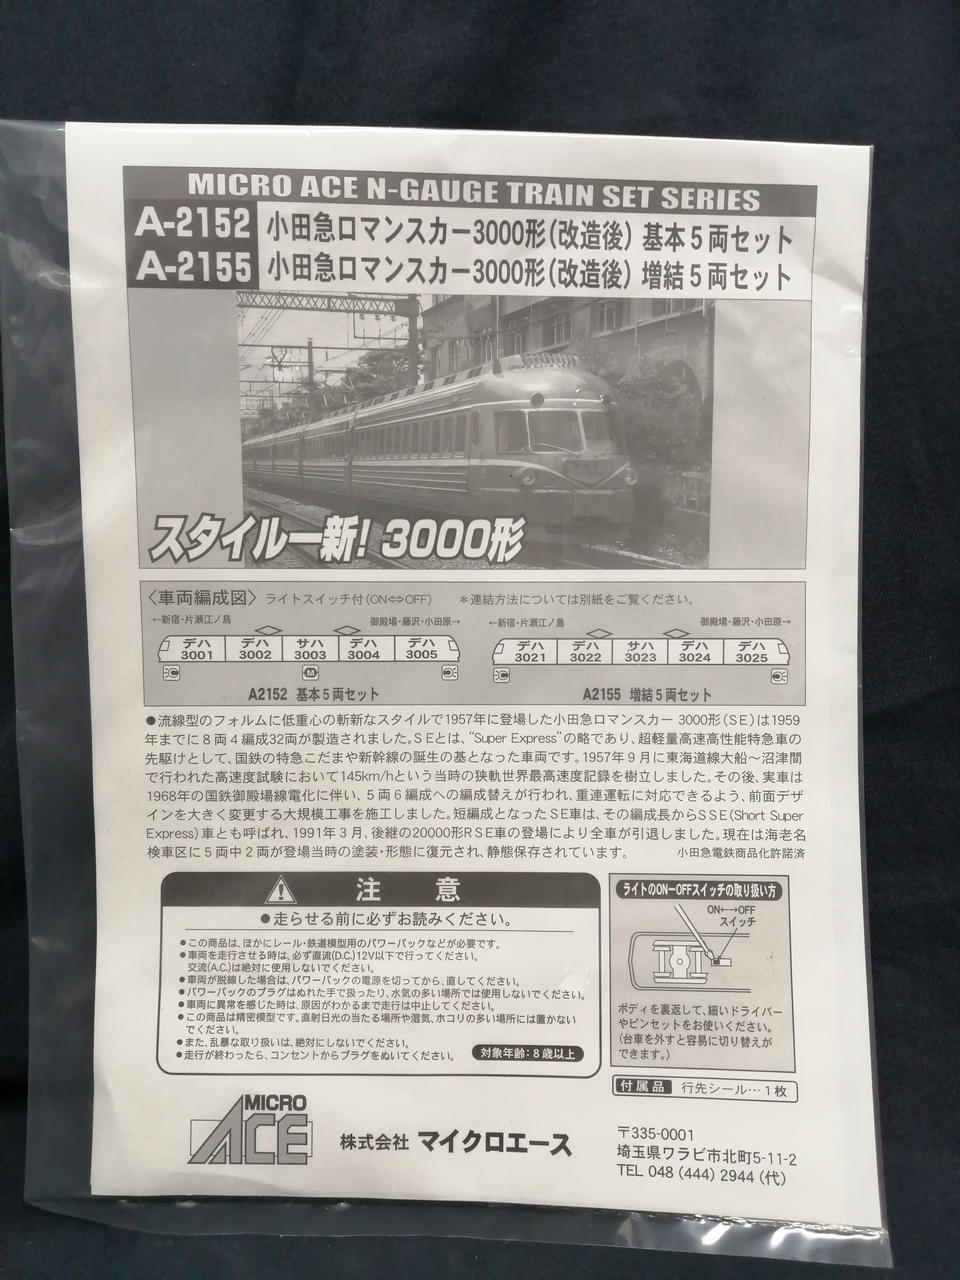 MICRO ACE N-GAUGE TRAIN SET SERIES
A-2152 小田急ロマンスカー3000形(改造後) 基本5両セット
A-2155 小田急ロマンスカー3000形(改造後) 増結5両セット
スタイル一新! 3000形
〈車両編成図〉 ライトスイッチ付(ON⇔OFF) *連結方法については別紙をご覧ください。
←新宿・片瀬江ノ島 御殿場・藤沢・小田原→
デハ 3001 デハ 3002 サハ 3003 デハ 3004 デハ 3005
M
A2152 基本5両セット
←新宿・片瀬江ノ島 御殿場・藤沢・小田原→
デハ 3021 デハ 3022 サハ 3023 デハ 3024 デハ 3025
A2155 増結5両セット
●流線型のフォルムに低重心の斬新なスタイルで1957年に登場した小田急ロマンスカー 3000形(SE)は1959
年までに8両4編成32両が製造されました。SEとは、“Super Express”の略であり、超軽量高速高性能特急車の
先駆けとして、国鉄の特急こだまや新幹線の誕生の基となった車両です。1957年9月に東海道線大船〜沼津間
で行われた高速度試験において145km/hという当時の狭軌世界最高速度記録を樹立しました。その後、実車は
1968年の国鉄御殿場線電化に伴い、5両6編成への編成替えが行われ、重連運転に対応できるよう、前面デザ
インを大きく変更する大規模工事を施工しました。短編成となったSE車は、その編成長からSSE(Short Super
Express)車とも呼ばれ、1991年3月、後継の20000形RSE車の登場により全車が引退しました。現在は海老名
検車区に5両中2両が登場当時の塗装・形態に復元され、静態保存されています。 小田急電鉄商品化許諾済
注 意
●走らせる前に必ずお読みください。
●この商品は、ほかにレール・鉄道模型用のパワーパックなどが必要です。
●車両を走行させる時は、必ず直流(D.C.)12V以下で行ってください。
交流(A.C.)は絶対に使用しないでください。
●車両が脱線した場合は、パワーパックの電源を切ってから、直してください。
●パワーパックのプラグはぬれた手で扱ったり、水気の多い場所では使用しないでください。
●車両に異常を感じた時は、原因がわかるまで走行は中止してください。
●この商品は精密模型です。直射日光の当たる場所や湿気、ホコリの多い場所には置かない
でください。
●また、乱暴な取り扱いは、絶対にしないでください。
●走行が終わったら、コンセントからプラグをぬいてください。
対象年齢:8歳以上
ライトのON−OFFスイッチの取り扱い方
ON←→OFF
スイッチ
ボディを裏返して、細いドライバー
やピンセットをお使いください。
(台車を外すと容易に切り替えが
できます。)
付属品 行先シール…1枚
MICRO ACE
株式会社 マイクロエース
〒335-0001
埼玉県ワラビ市北町5-11-2
TEL 048 (444) 2944 (代)